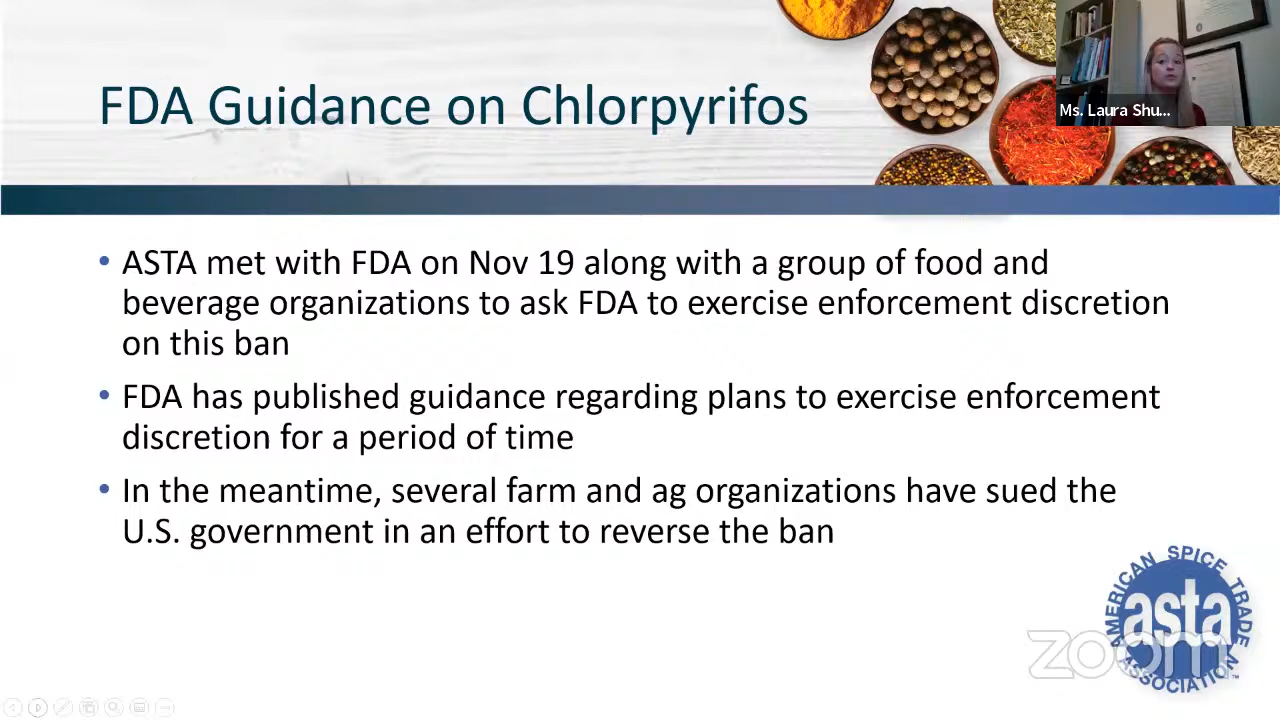 FDA Guidance on Chlorpyrifos
Ms. Laura Shu...
• ASTA met with FDA on Nov 19 along with a group of food and
beverage organizations to ask FDA to exercise enforcement discretion
on this ban
• FDA has published guidance regarding plans to exercise enforcement
discretion for a period of time
• In the meantime, several farm and ag organizations have sued the
U.S. government in an effort to reverse the ban
AMERICAN SPICE TRADE
asta
ASSOCIATION
zoom